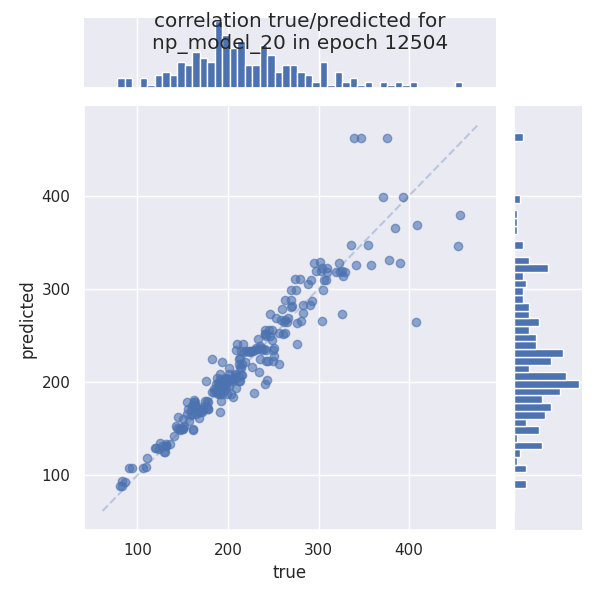 correlation true/predicted for
np_model_20 in epoch 12504
predicted
400
300
200
100
100 200 300 400
true